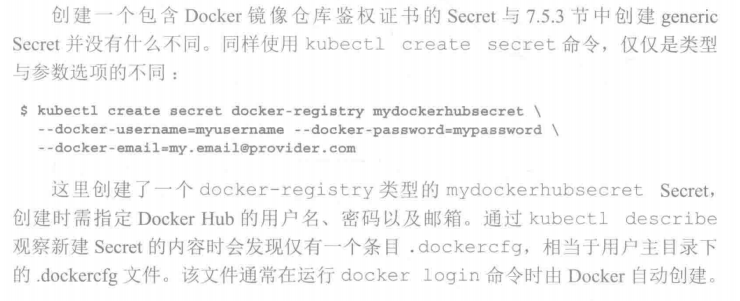 创建一个包含 Docker 镜像仓库鉴权证书的 Secret 与 7.5.3 节中创建 generic
Secret 并没有什么不同。同样使用 kubectl create secret 命令，仅仅是类型
与参数选项的不同：
$ kubectl create secret docker-registry mydockerhubsecret \
--docker-username=myusername --docker-password=mypassword \
--docker-email=my.email@provider.com
这里创建了一个 docker-registry 类型的 mydockerhubsecret Secret，
创建时需指定 Docker Hub 的用户名、密码以及邮箱。通过 kubectl describe
观察新建 Secret 的内容时会发现仅有一个条目 .dockercfg，相当于用户主目录下
的 .dockercfg 文件。该文件通常在运行 docker login 命令时由 Docker 自动创建。